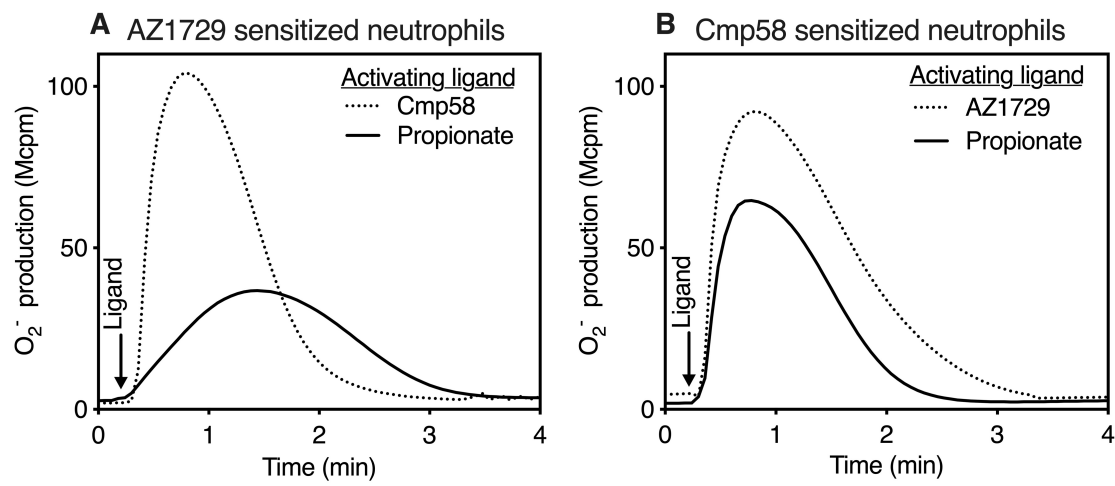 A AZ1729 sensitized neutrophils
O2- production (Mcpm)
100
50
0
Activating ligand
Cmp58
Propionate
Ligand
0 1 2 3 4
Time (min)
B Cmp58 sensitized neutrophils
O2- production (Mcpm)
100
50
0
Activating ligand
AZ1729
Propionate
Ligand
0 1 2 3 4
Time (min)